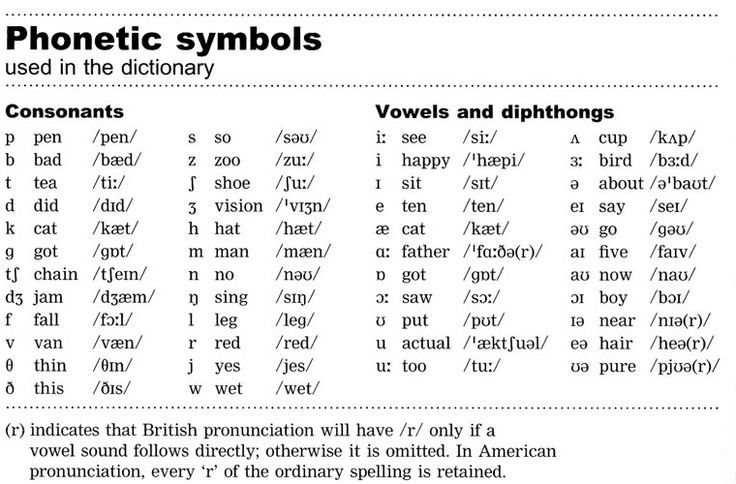 Phonetic symbols
used in the dictionary
Consonants
p pen /pen/
b bad /bæd/
t tea /tiː/
d did /dɪd/
k cat /kæt/
ɡ got /ɡɒt/
tʃ chain /tʃeɪn/
dʒ jam /dʒæm/
f fall /fɔːl/
v van /væn/
θ thin /θɪn/
ð this /ðɪs/
s so /səʊ/
z zoo /zuː/
ʃ shoe /ʃuː/
ʒ vision /ˈvɪʒn/
h hat /hæt/
m man /mæn/
n no /nəʊ/
ŋ sing /sɪŋ/
l leg /leɡ/
r red /red/
j yes /jes/
w wet /wet/
Vowels and diphthongs
iː see /siː/
i happy /ˈhæpi/
ɪ sit /sɪt/
e ten /ten/
æ cat /kæt/
ɑː father /ˈfɑːðə(r)/
ɒ got /ɡɒt/
ɔː saw /sɔː/
ʊ put /pʊt/
u actual /ˈæktʃuəl/
uː too /tuː/
ʌ cup /kʌp/
ɜː bird /bɜːd/
ə about /əˈbaʊt/
eɪ say /seɪ/
əʊ go /ɡəʊ/
aɪ five /faɪv/
aʊ now /naʊ/
ɔɪ boy /bɔɪ/
ɪə near /nɪə(r)/
eə hair /heə(r)/
ʊə pure /pjʊə(r)/
(r) indicates that British pronunciation will have /r/ only if a
vowel sound follows directly; otherwise it is omitted. In American
pronunciation, every ‘r’ of the ordinary spelling is retained.